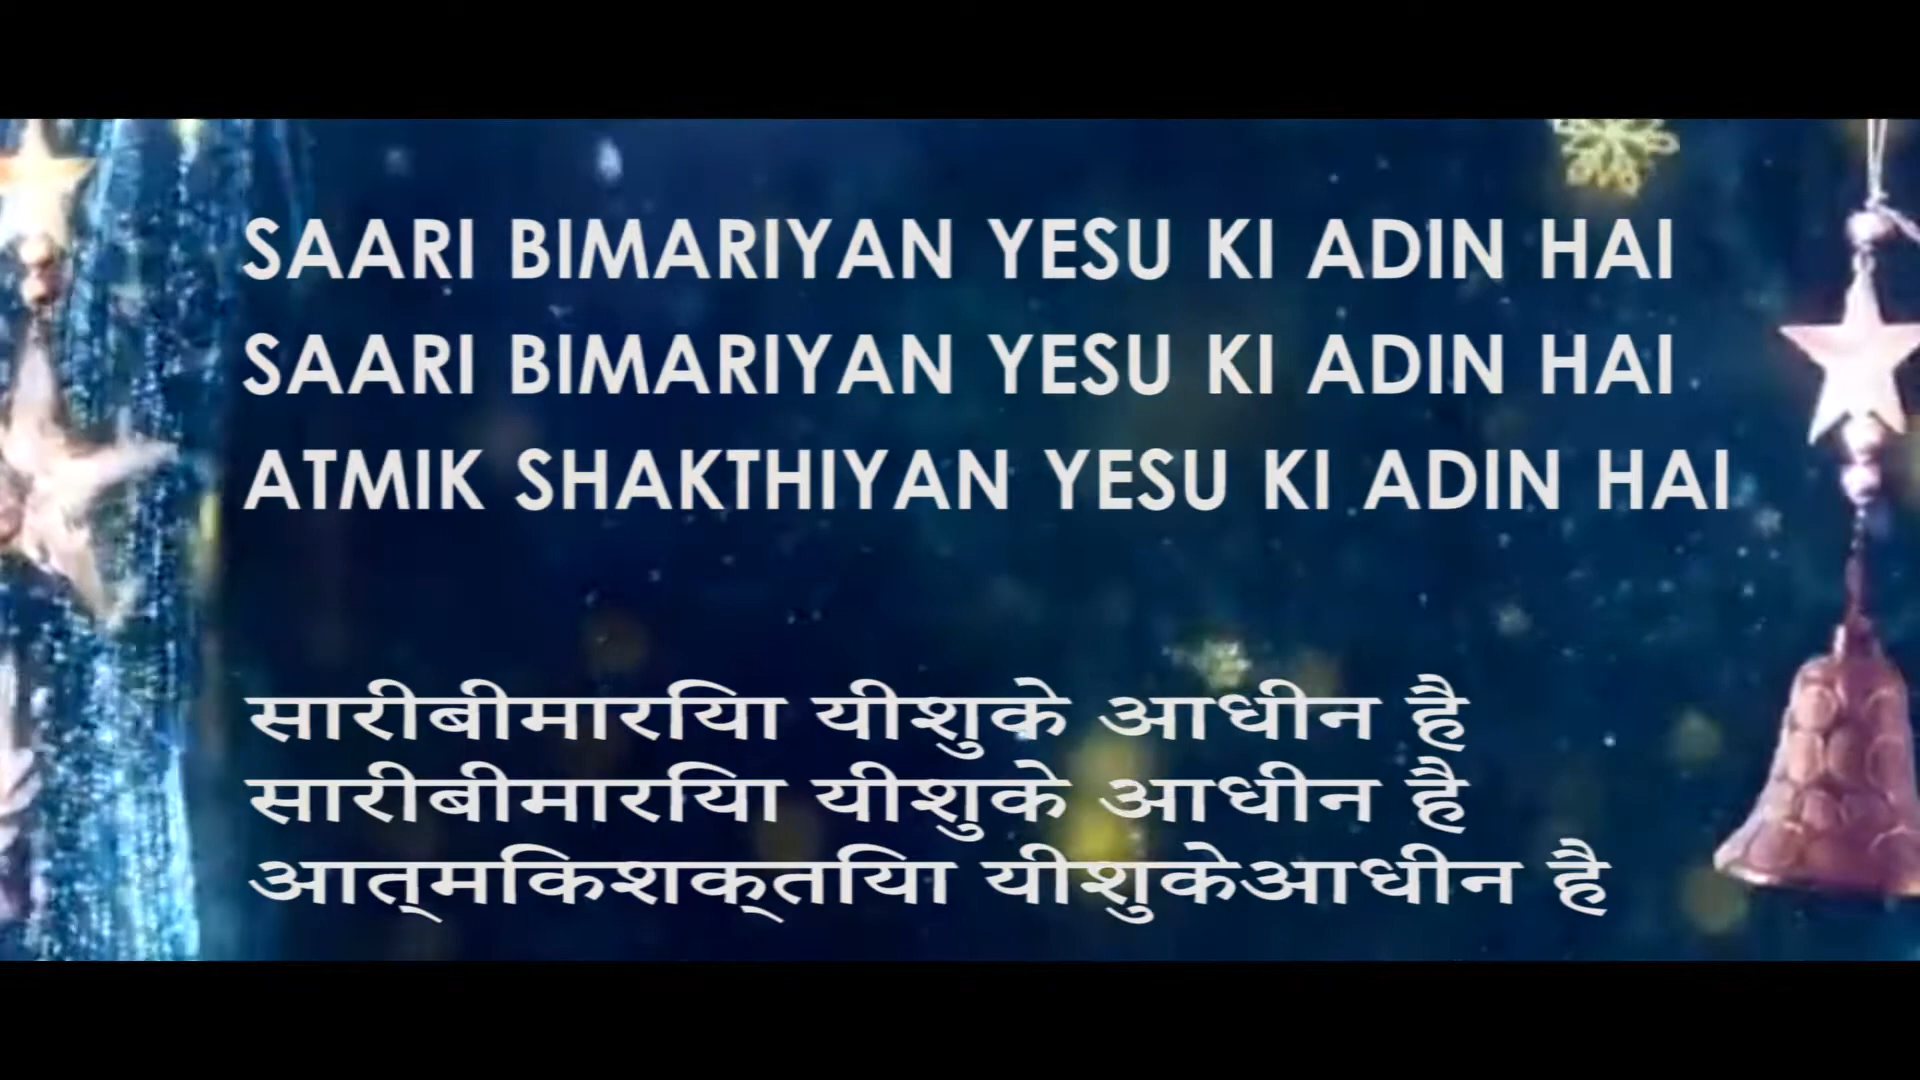 SAARI BIMARIYAN YESU KI ADIN HAI
SAARI BIMARIYAN YESU KI ADIN HAI
ATMIK SHAKTHIYAN YESU KI ADIN HAI
सारीबीमारयिा यीशुके आधीन है
सारीबीमारयिा यीशुके आधीन है
आत्मकिशक्तयिा यीशुकेआधीन है